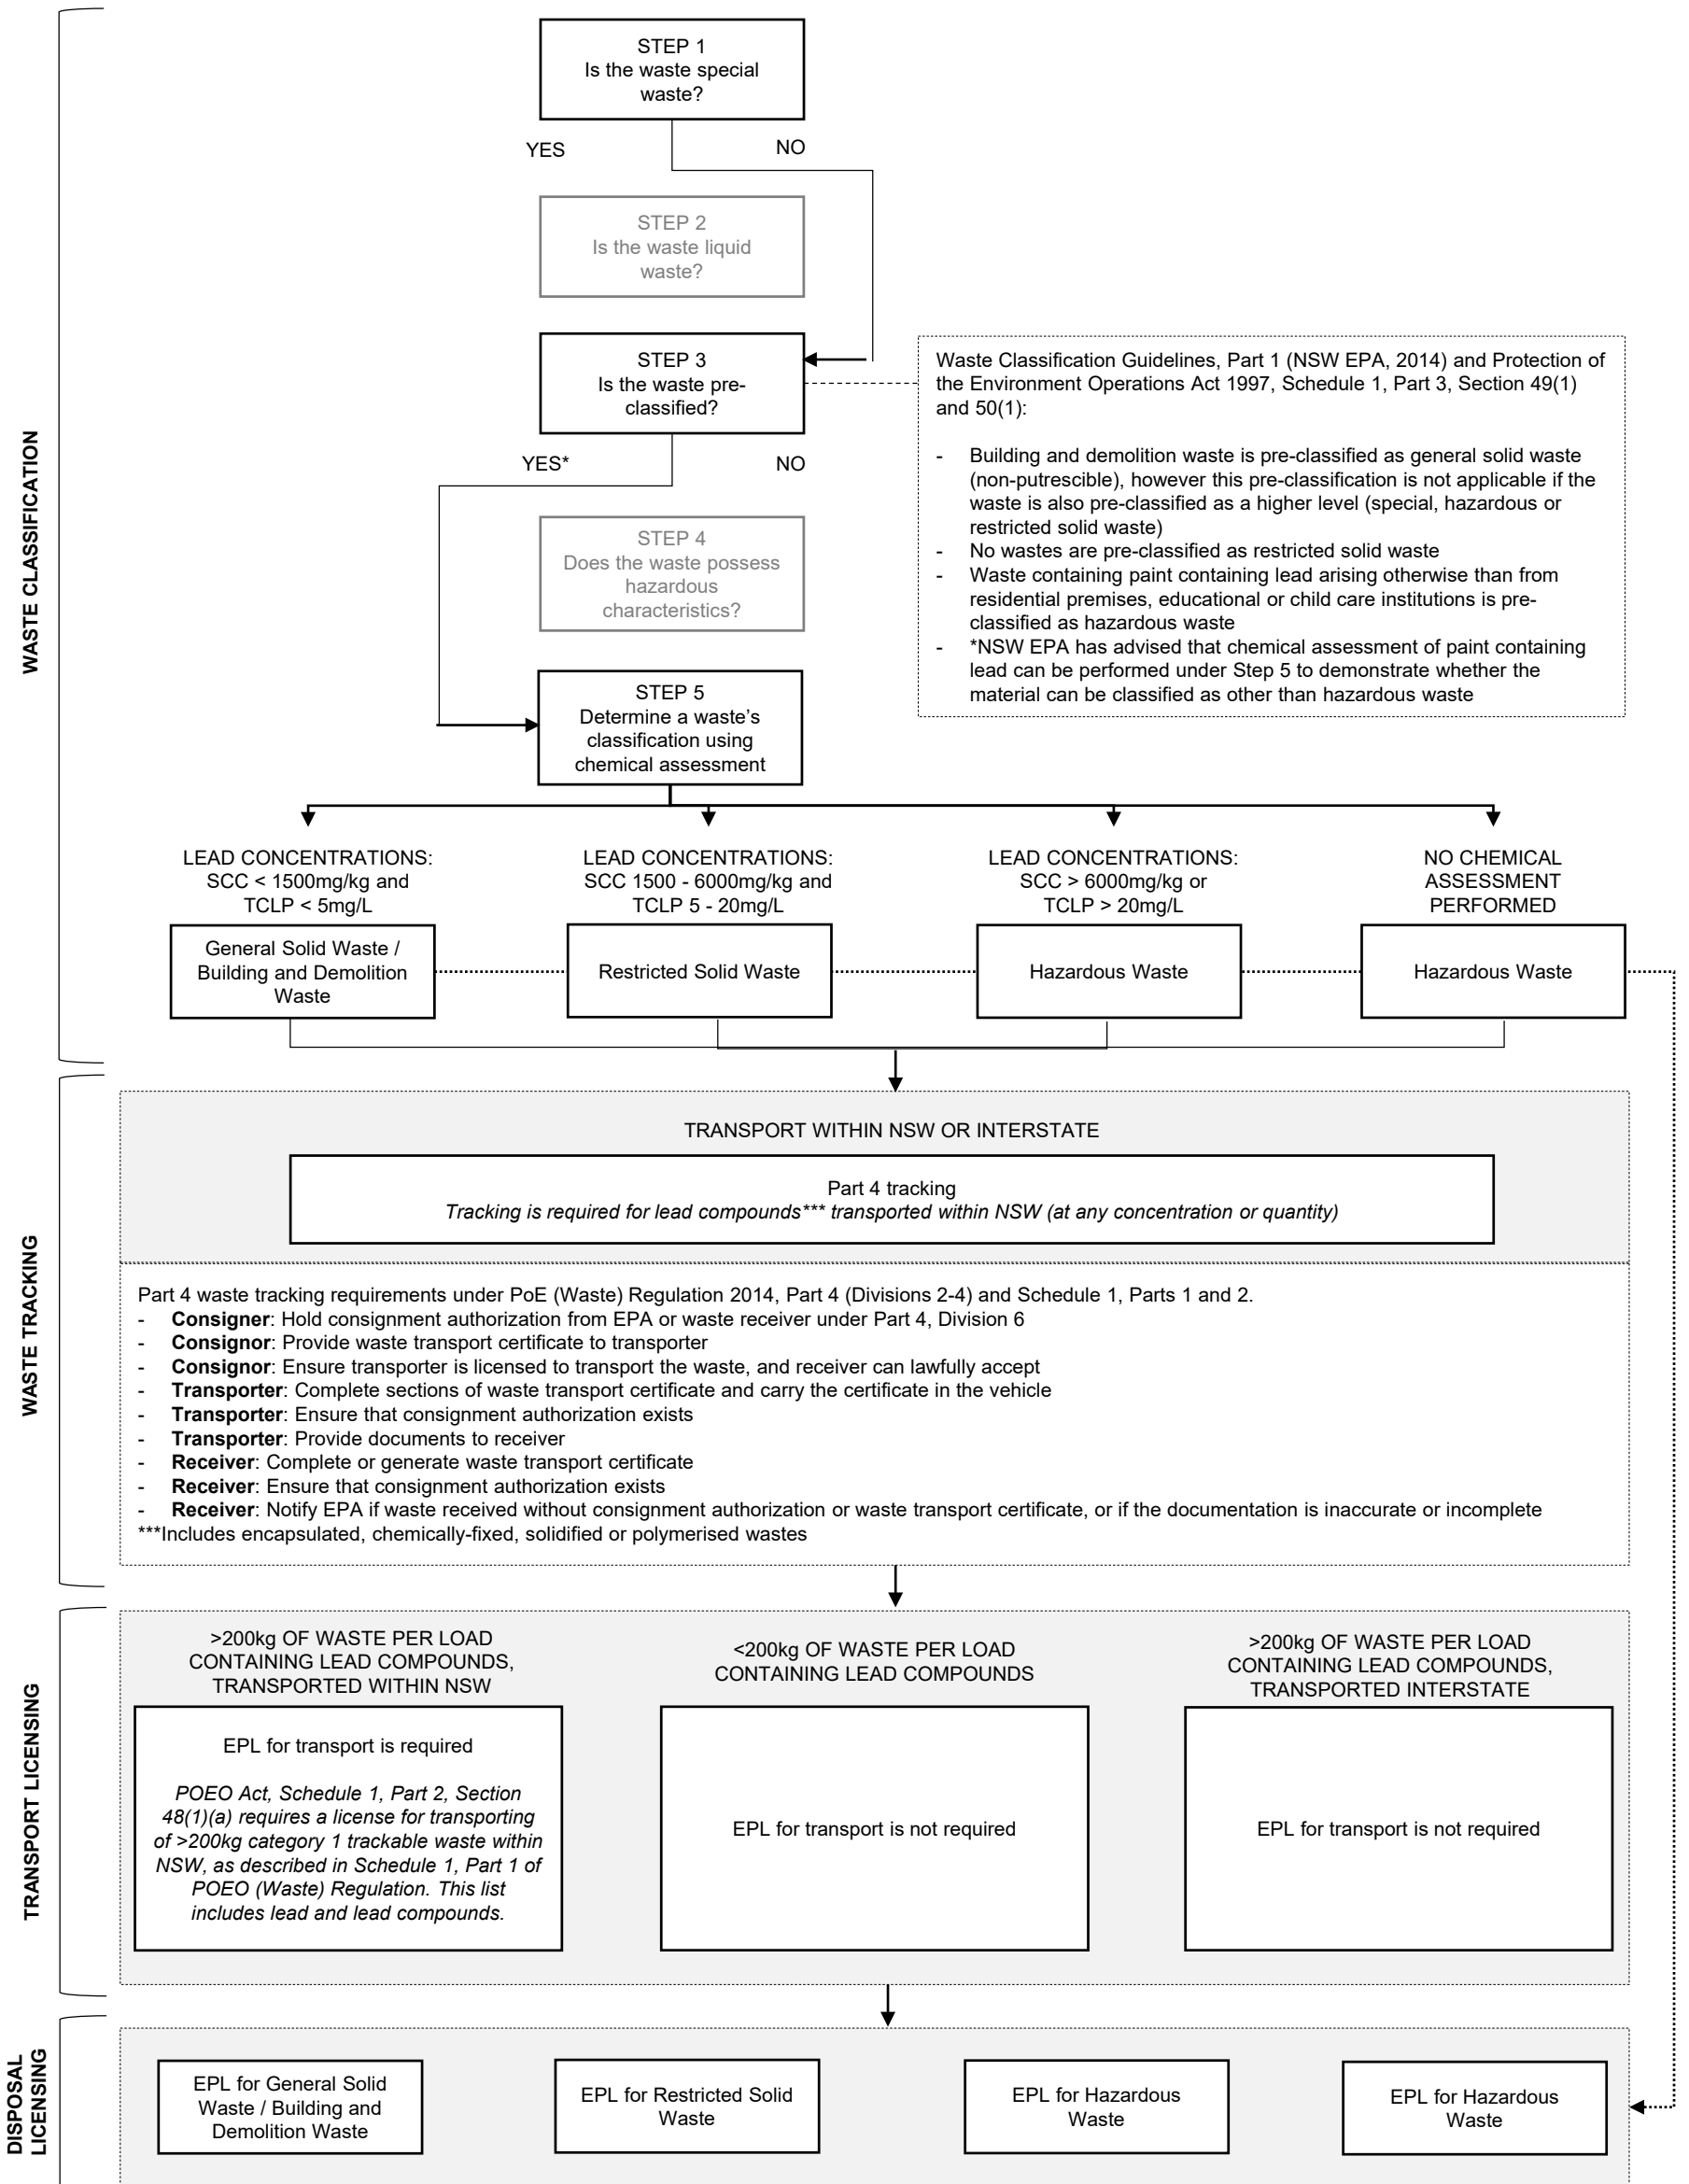 STEP 1
Is the waste special
waste?
YES
NO
STEP 2
Is the waste liquid
waste?
STEP 3
Is the waste pre-
classified?
YES*
NO
Waste Classification Guidelines, Part 1 (NSW EPA, 2014) and Protection of
the Environment Operations Act 1997, Schedule 1, Part 3, Section 49(1)
and 50(1):
- Building and demolition waste is pre-classified as general solid waste
(non-putrescible), however this pre-classification is not applicable if the
waste is also pre-classified as a higher level (special, hazardous or
restricted solid waste)
- No wastes are pre-classified as restricted solid waste
- Waste containing paint containing lead arising otherwise than from
residential premises, educational or child care institutions is pre-
classified as hazardous waste
- *NSW EPA has advised that chemical assessment of paint containing
lead can be performed under Step 5 to demonstrate whether the
material can be classified as other than hazardous waste
STEP 4
Does the waste possess
hazardous
characteristics?
STEP 5
Determine a waste's
classification using
chemical assessment
WASTE CLASSIFICATION
LEAD CONCENTRATIONS:
SCC < 1500mg/kg and
TCLP < 5mg/L
LEAD CONCENTRATIONS:
SCC 1500 - 6000mg/kg and
TCLP 5 - 20mg/L
LEAD CONCENTRATIONS:
SCC > 6000mg/kg or
TCLP > 20mg/L
NO CHEMICAL
ASSESSMENT
PERFORMED
General Solid Waste /
Building and Demolition
Waste
Restricted Solid Waste
Hazardous Waste
Hazardous Waste
WASTE TRACKING
TRANSPORT WITHIN NSW OR INTERSTATE
Part 4 tracking
Tracking is required for lead compounds*** transported within NSW (at any concentration or quantity)
Part 4 waste tracking requirements under PoE (Waste) Regulation 2014, Part 4 (Divisions 2-4) and Schedule 1, Parts 1 and 2.
- Consigner: Hold consignment authorization from EPA or waste receiver under Part 4, Division 6
- Consignor: Provide waste transport certificate to transporter
- Consignor: Ensure transporter is licensed to transport the waste, and receiver can lawfully accept
- Transporter: Complete sections of waste transport certificate and carry the certificate in the vehicle
- Transporter: Ensure that consignment authorization exists
- Transporter: Provide documents to receiver
- Receiver: Complete or generate waste transport certificate
- Receiver: Ensure that consignment authorization exists
- Receiver: Notify EPA if waste received without consignment authorization or waste transport certificate, or if the documentation is inaccurate or incomplete
***Includes encapsulated, chemically-fixed, solidified or polymerised wastes
TRANSPORT LICENSING
>200kg OF WASTE PER LOAD
CONTAINING LEAD COMPOUNDS,
TRANSPORTED WITHIN NSW
<200kg OF WASTE PER LOAD
CONTAINING LEAD COMPOUNDS
>200kg OF WASTE PER LOAD
CONTAINING LEAD COMPOUNDS,
TRANSPORTED INTERSTATE
EPL for transport is required
POEO Act, Schedule 1, Part 2, Section
48(1)(a) requires a license for transporting
of >200kg category 1 trackable waste within
NSW, as described in Schedule 1, Part 1 of
POEO (Waste) Regulation. This list
includes lead and lead compounds.
EPL for transport is not required
EPL for transport is not required
DISPOSAL
LICENSING
EPL for General Solid
Waste / Building and
Demolition Waste
EPL for Restricted Solid
Waste
EPL for Hazardous
Waste
EPL for Hazardous
Waste